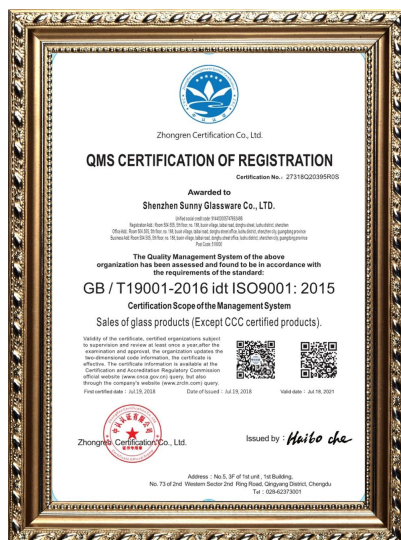 Zhongren Certification Co., Ltd.
QMS CERTIFICATION OF REGISTRATION
Certification No.: 27318Q20395R0S
Awarded to
Shenzhen Sunny Glassware Co., LTD.
The Quality Management System of the above
organization has been assessed and found to be in accordance with
the requirements of the standard:
GB / T19001-2016 idt ISO9001: 2015
Certification Scope of the Management System
Sales of glass products (Except CCC certified products).
Validity of the certificate, certified organizations subject
to supervision and review at least once a year,after the
examination and approval, the organization updates the
two-dimensional code information, the certificate is
effective. The certificate information is available at the
Certification and Accreditation Regulatory Commission
official website (www.cnca.gov.cn) query, but also
through the company's website (www.zrclin.com) query.
First certified date : Jul.19, 2018 Date of Issued : Jul.19, 2018 Valid date : Jul.18, 2021
Zhongren Certification Co., Ltd.
Issued by : Haibo che
Address : No.5, 3F of 1st unit , 1st Building,
No. 73 of 2nd Western Sector 2nd Ring Road, Qingyang District, Chengdu
Tel : 028-62373001